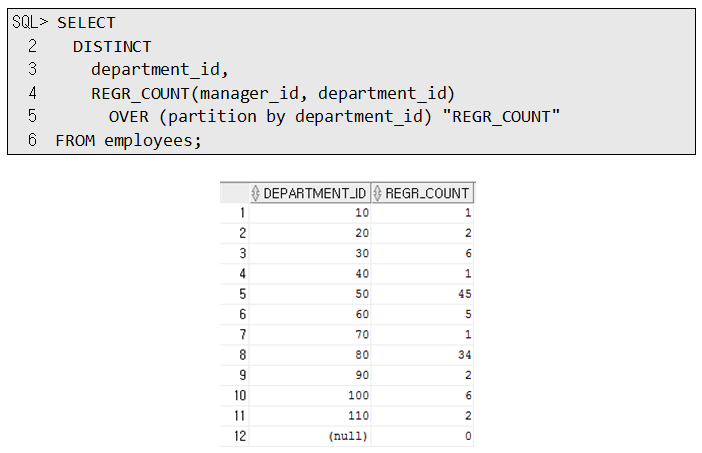 SQL> SELECT
2 DISTINCT
3 department_id,
4 REGR_COUNT(manager_id, department_id)
5 OVER (partition by department_id) "REGR_COUNT"
6 FROM employees;
DEPARTMENT_ID REGR_COUNT
1 10 1
2 20 2
3 30 6
4 40 1
5 50 45
6 60 5
7 70 1
8 80 34
9 90 2
10 100 6
11 110 2
12 (null) 0